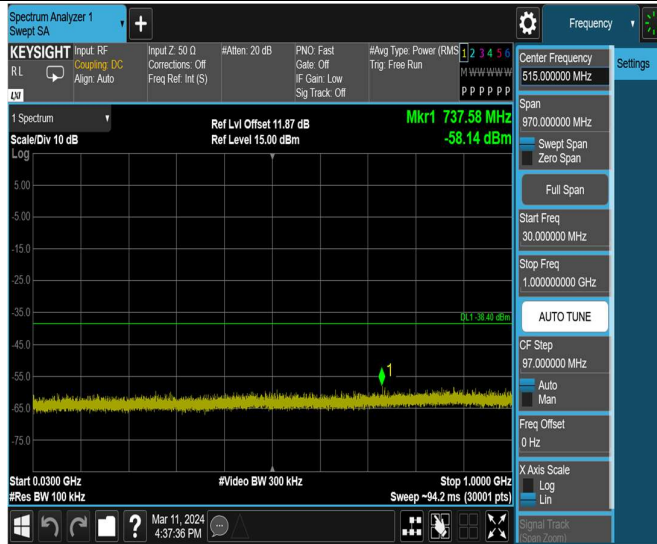 Spectrum Analyzer 1
Swept SA
Frequency
KEYSIGHT
R L
LXI
Input: RF
Coupling: DC
Align: Auto
Input Z: 50 Ω
Corrections: Off
Freq Ref: Int (S)
#Atten: 20 dB
PNO: Fast
Gate: Off
IF Gain: Low
Sig Track: Off
#Avg Type: Power (RMS
Trig: Free Run
1 2 3 4 5 6
M W W W W W
P P P P P P
1 Spectrum
Scale/Div 10 dB
Log
Ref Lvl Offset 11.87 dB
Ref Level 15.00 dBm
Mkr1 737.58 MHz
-58.14 dBm
5.00
-5.00
-15.0
-25.0
-35.0
-45.0
-55.0
-65.0
-75.0
DL1 -38.40 dBm
1
Start 0.0300 GHz
#Res BW 100 kHz
#Video BW 300 kHz
Stop 1.0000 GHz
Sweep ~94.2 ms (30001 pts)
Center Frequency
515.000000 MHz
Settings
Span
970.000000 MHz
Swept Span
Zero Span
Full Span
Start Freq
30.000000 MHz
Stop Freq
1.000000000 GHz
AUTO TUNE
CF Step
97.000000 MHz
Auto
Man
Freq Offset
0 Hz
X Axis Scale
Log
Lin
Signal Track
(Span Zoom)
?
Mar 11, 2024
4:37:36 PM